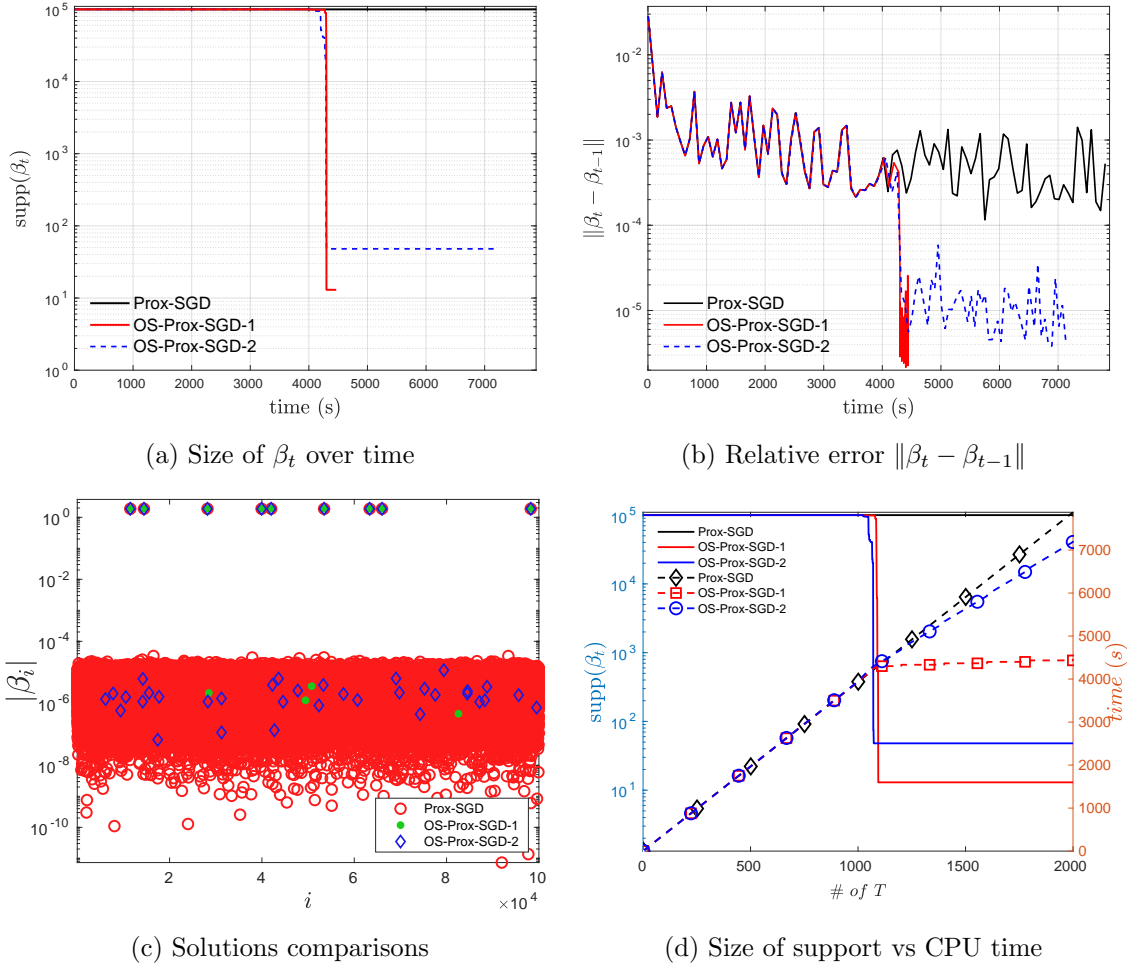 10^5
10^4
10^3
10^2
10^1
10^0
supp(β_t)
Prox-SGD
OS-Prox-SGD-1
OS-Prox-SGD-2
0 1000 2000 3000 4000 5000 6000 7000
time (s)
(a) Size of β_t over time
10^-2
10^-3
10^-4
10^-5
‖β_t − β_{t−1}‖
Prox-SGD
OS-Prox-SGD-1
OS-Prox-SGD-2
0 1000 2000 3000 4000 5000 6000 7000
time (s)
(b) Relative error ‖β_t − β_{t−1}‖
10^0
10^-2
10^-4
10^-6
10^-8
10^-10
|β_i|
Prox-SGD
OS-Prox-SGD-1
OS-Prox-SGD-2
2 4 6 8 10
i
×10^4
(c) Solutions comparisons
10^5
10^4
10^3
10^2
10^1
supp(β_t)
Prox-SGD
OS-Prox-SGD-1
OS-Prox-SGD-2
Prox-SGD
OS-Prox-SGD-1
OS-Prox-SGD-2
7000
6000
5000
4000
3000
2000
1000
0
time (s)
0 500 1000 1500 2000
# of T
(d) Size of support vs CPU time